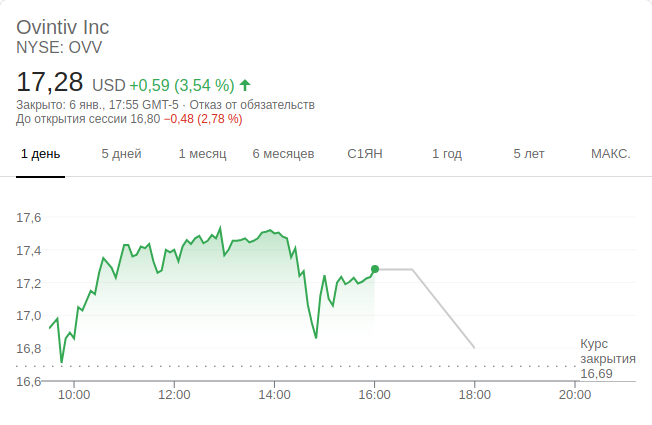 Ovintiv Inc
NYSE: OVV
17,28 USD +0,59 (3,54 %)
Закрыто: 6 янв., 17:55 GMT-5 · Отказ от обязательств
До открытия сессии 16,80 −0,48 (2,78 %)
1 день 5 дней 1 месяц 6 месяцев С1ЯН 1 год 5 лет МАКС.
17,6
17,4
17,2
17,0
16,8
16,6
Курс
закрытия
16,69
10:00 12:00 14:00 16:00 18:00 20:00